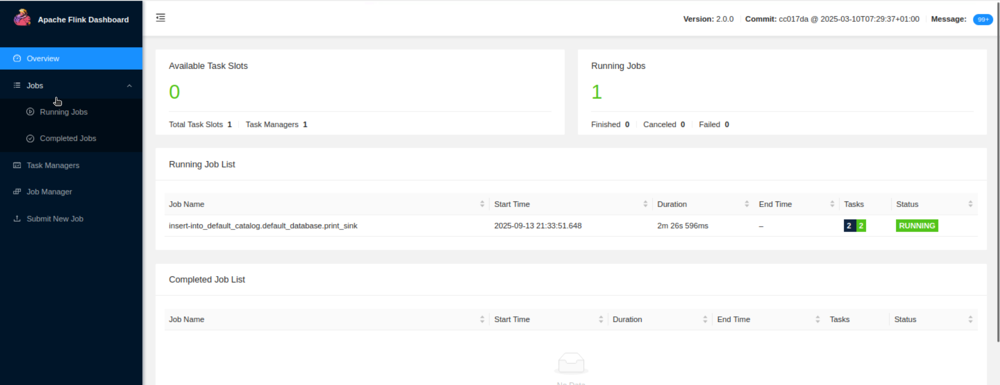 Apache Flink Dashboard
Version: 2.0.0 Commit: cc017da @ 2025-03-10T07:29:37+01:00 Message: 99+
Overview
Jobs
Running Jobs
Completed Jobs
Task Managers
Job Manager
Submit New Job
Available Task Slots
0
Total Task Slots 1 Task Managers 1
Running Jobs
1
Finished 0 Canceled 0 Failed 0
Running Job List
Job Name Start Time Duration End Time Tasks Status
insert-into_default_catalog.default_database.print_sink 2025-09-13 21:33:51.648 2m 26s 596ms – 2 2 RUNNING
Completed Job List
Job Name Start Time Duration End Time Tasks Status
No Data